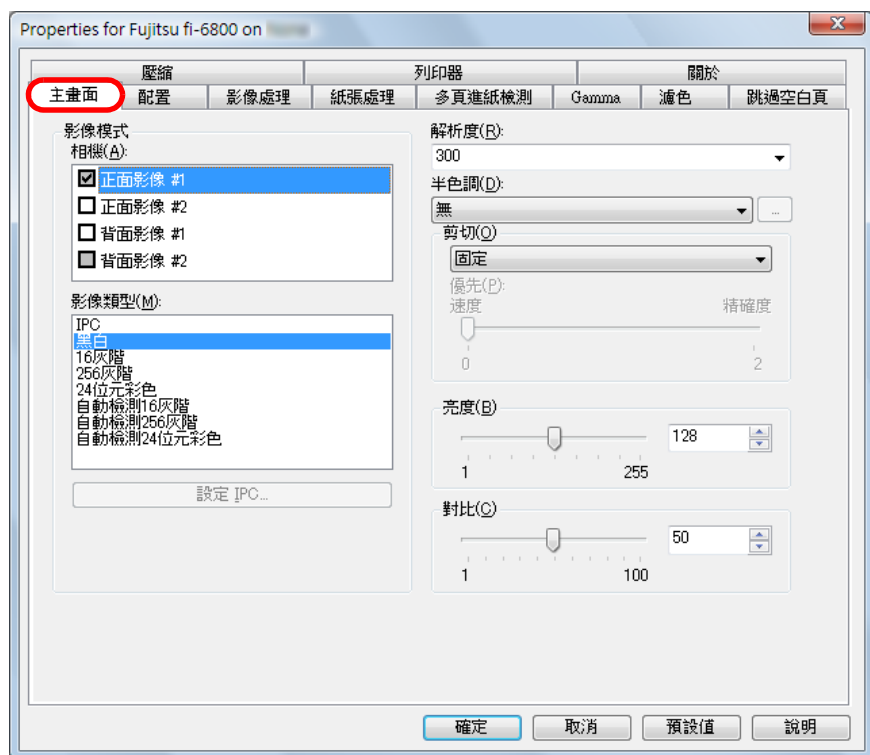 Properties for Fujitsu fi-6800 on
壓縮 列印器 關於
主畫面 配置 影像處理 紙張處理 多頁進紙檢測 Gamma 濾色 跳過空白頁
影像模式
相機(A):
正面影像 #1
正面影像 #2
背面影像 #1
背面影像 #2
影像類型(M):
IPC
黑白
16灰階
256灰階
24位元彩色
自動檢測16灰階
自動檢測256灰階
自動檢測24位元彩色
設定 IPC...
解析度(R):
300
半色調(D):
無
...
剪切(O)
固定
優先(P):
速度 精確度
0 2
亮度(B)
128
1 255
對比(C)
50
1 100
確定 取消 預設值 說明